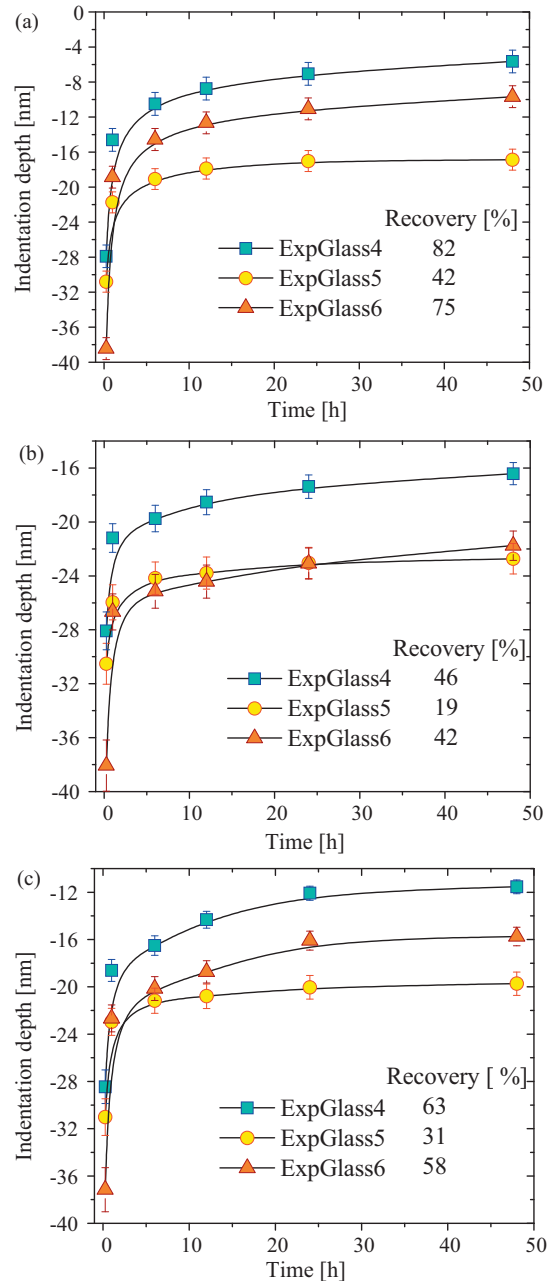 (a)
0
-4
-8
-12
-16
-20
-24
-28
-32
-36
-40
Indentation depth [nm]
Recovery [%]
ExpGlass4 82
ExpGlass5 42
ExpGlass6 75
0 10 20 30 40 50
Time [h]
(b)
-16
-20
-24
-28
-32
-36
-40
Indentation depth [nm]
Recovery [%]
ExpGlass4 46
ExpGlass5 19
ExpGlass6 42
0 10 20 30 40 50
Time [h]
(c)
-12
-16
-20
-24
-28
-32
-36
-40
Indentation depth [nm]
Recovery [ %]
ExpGlass4 63
ExpGlass5 31
ExpGlass6 58
0 10 20 30 40 50
Time [h]